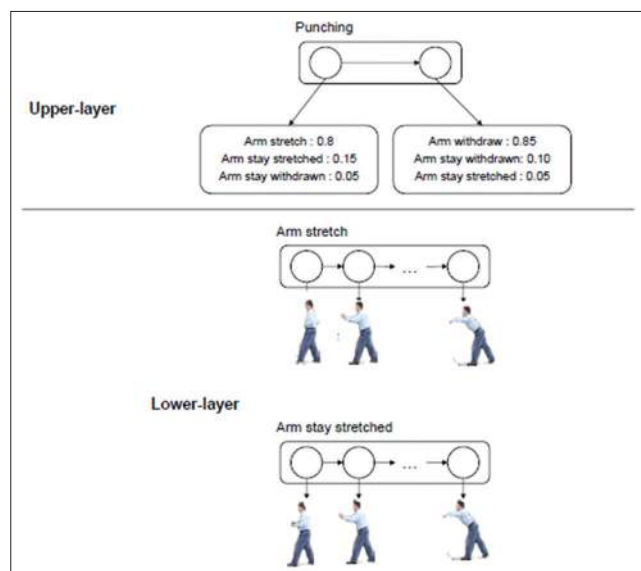 Punching
Upper-layer
Arm stretch : 0.8
Arm stay stretched : 0.15
Arm stay withdrawn : 0.05
Arm withdraw : 0.85
Arm stay withdrawn: 0.10
Arm stay stretched : 0.05
Arm stretch
...
Lower-layer
Arm stay stretched
...